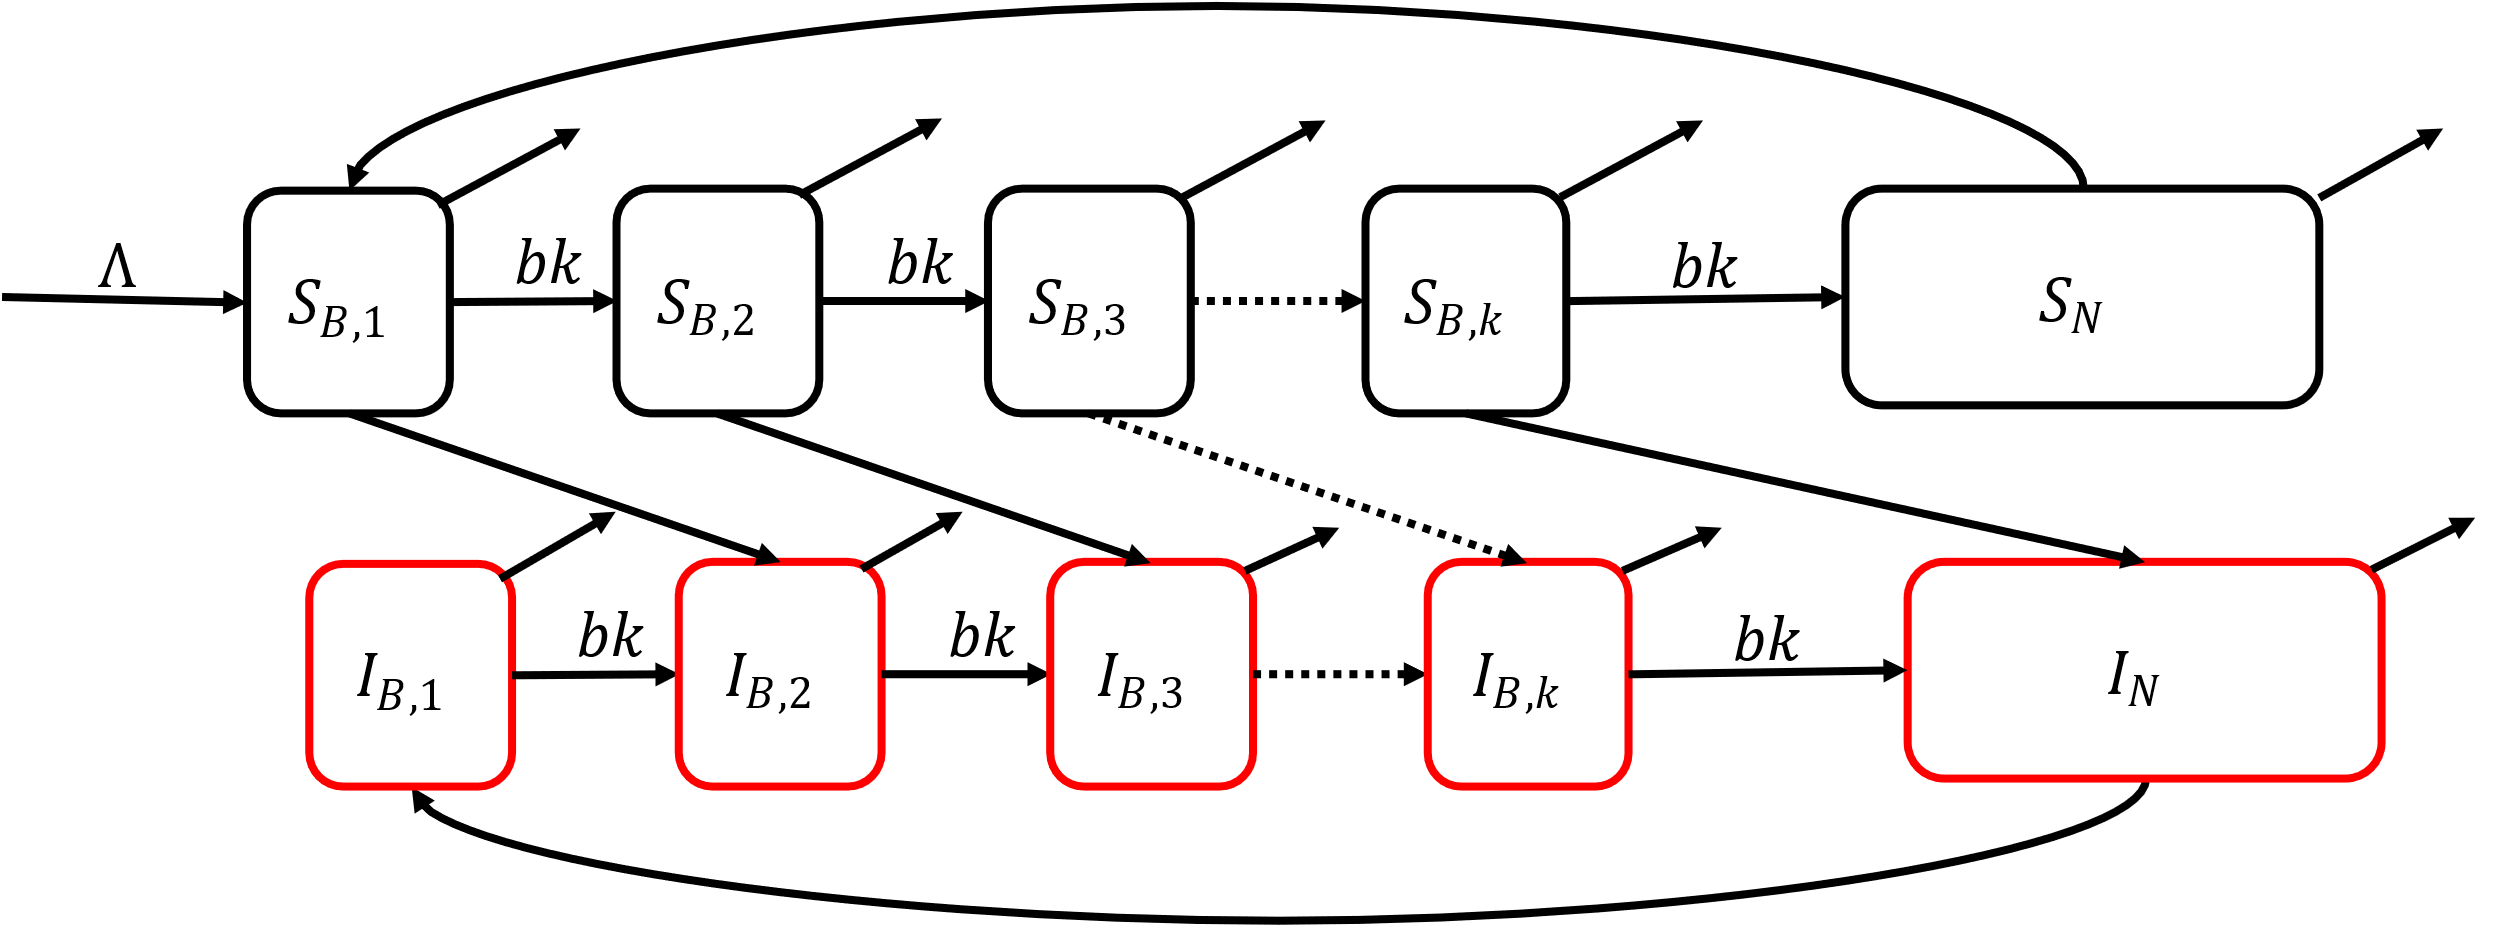 Λ bk bk bk
S_{B,1} S_{B,2} S_{B,3} S_{B,k} S_N
bk bk bk
I_{B,1} I_{B,2} I_{B,3} I_{B,k} I_N